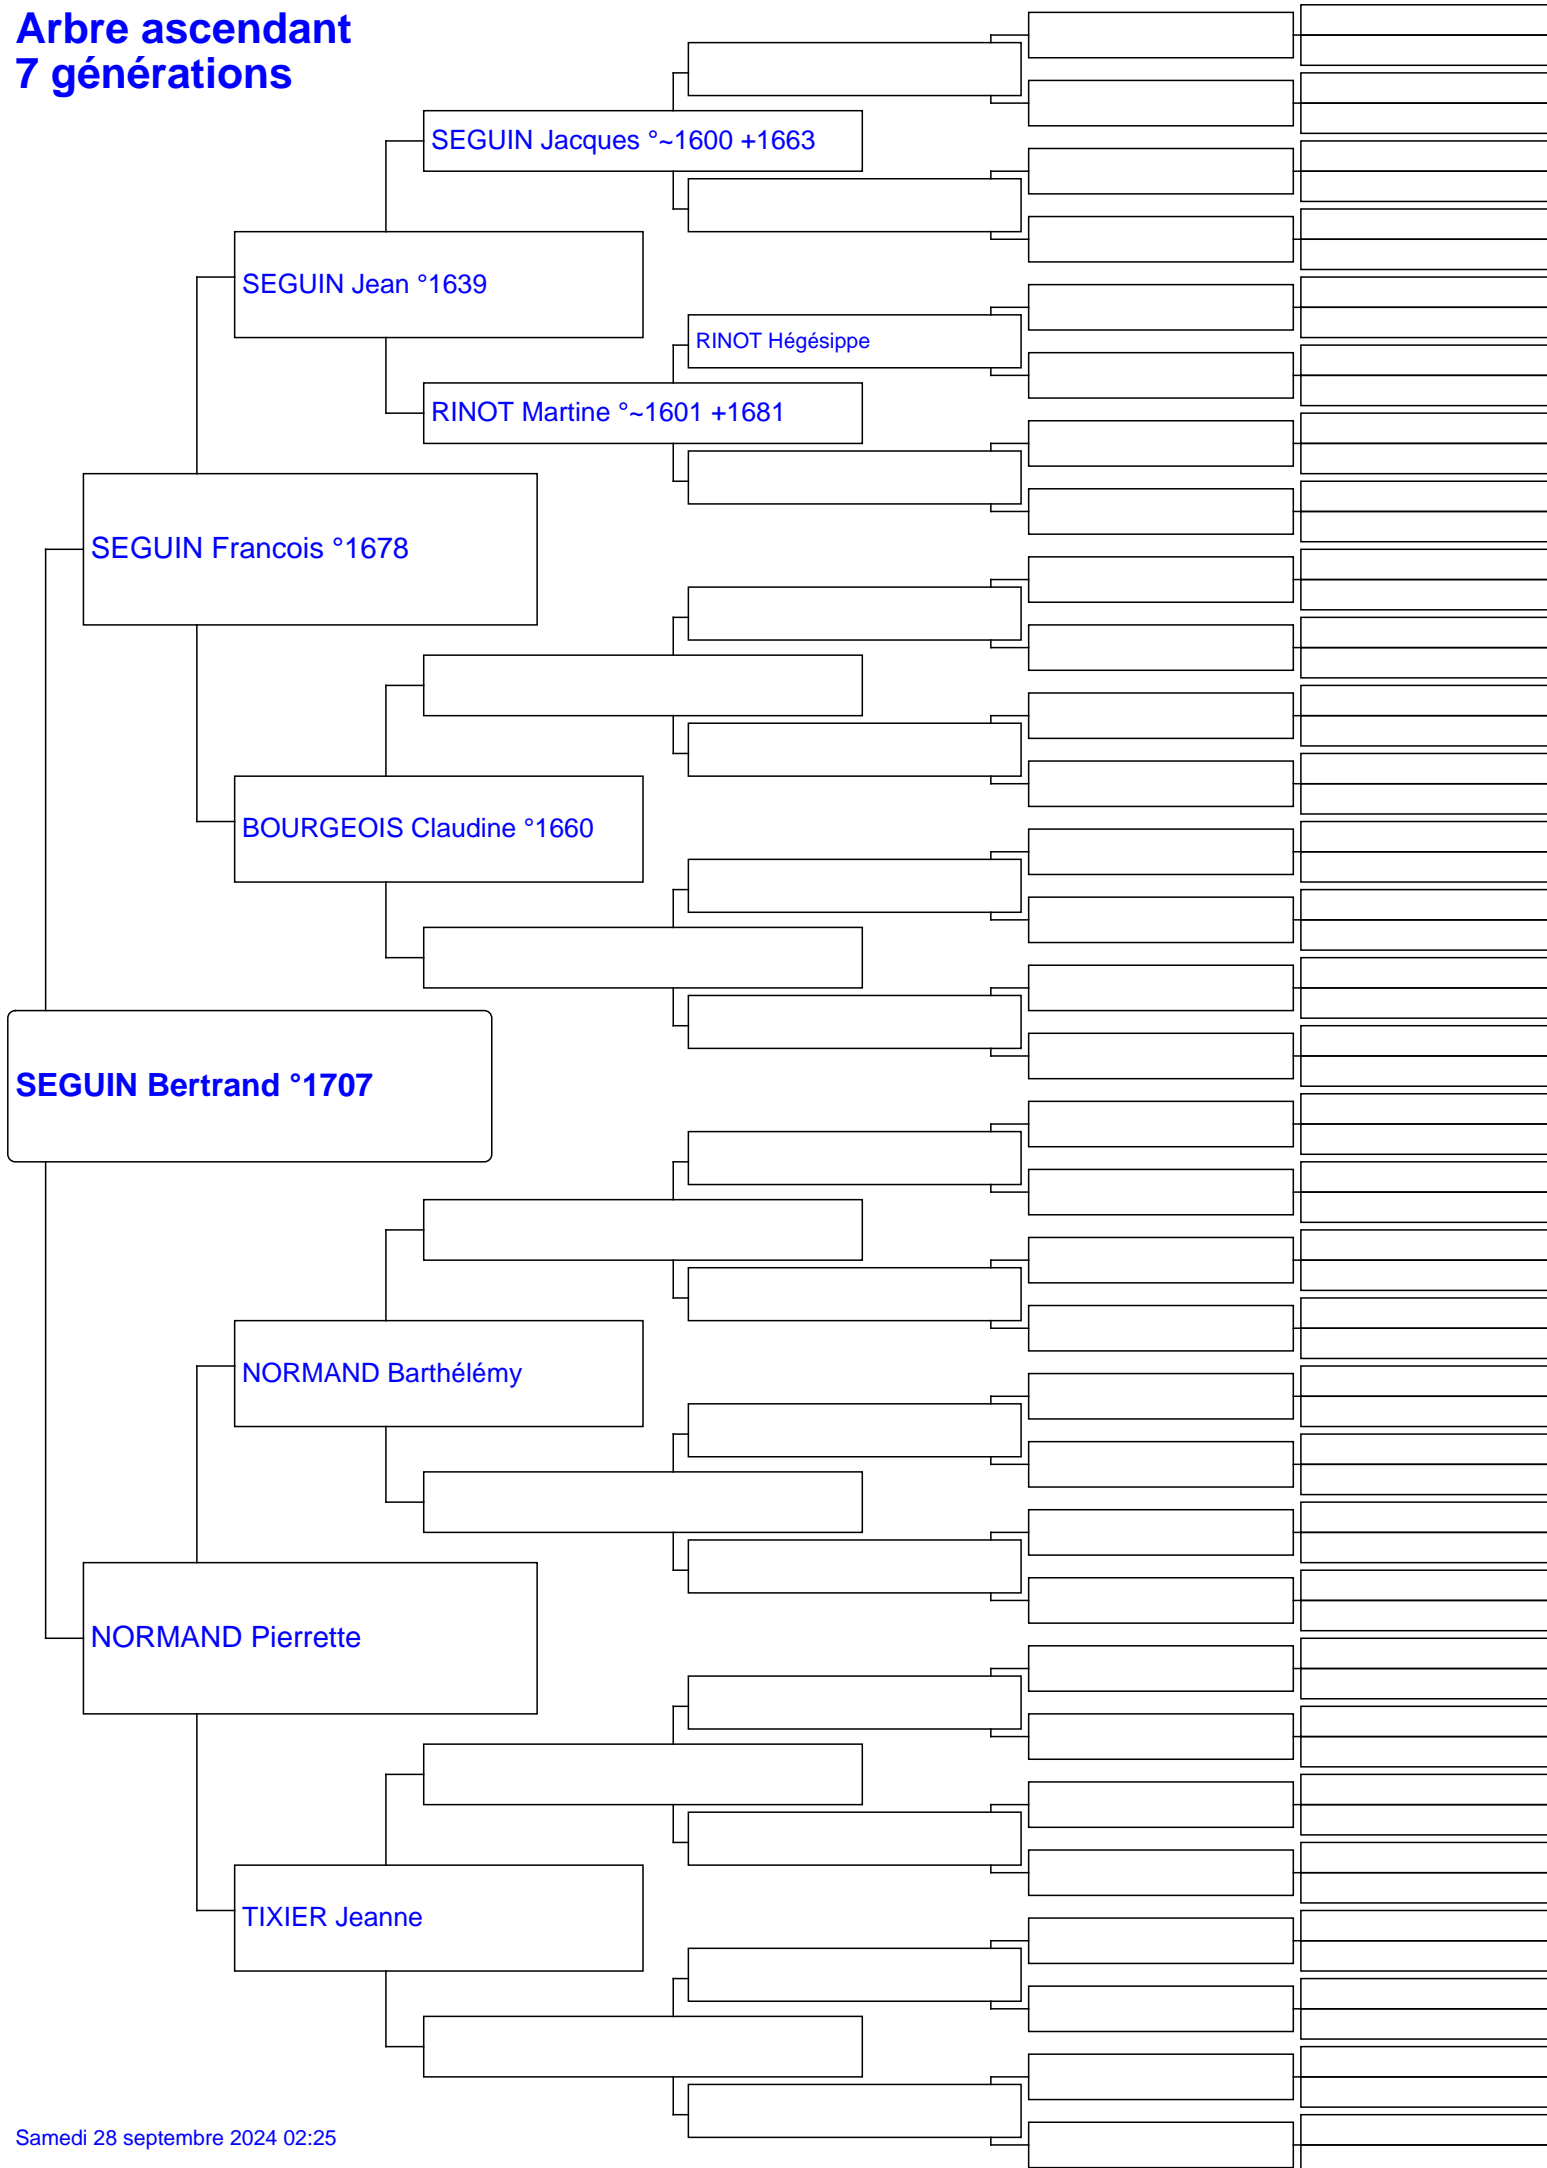 Arbre ascendant
7 générations
SEGUIN Jacques °~1600 +1663
SEGUIN Jean °1639
RINOT Hégésippe
RINOT Martine °~1601 +1681
SEGUIN Francois °1678
BOURGEOIS Claudine °1660
SEGUIN Bertrand °1707
NORMAND Barthélémy
NORMAND Pierrette
TIXIER Jeanne
Samedi 28 septembre 2024 02:25